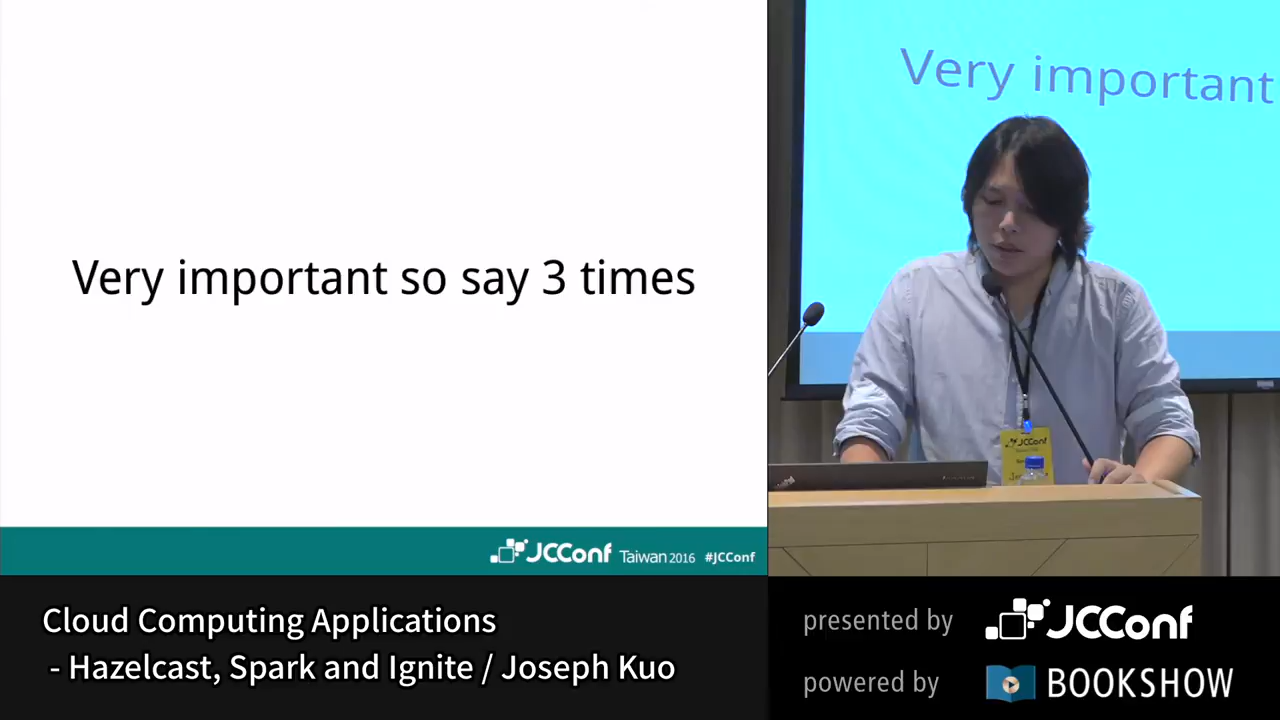 Very important so say 3 times
JCConf Taiwan 2016 #JCConf
Very important
JCConf
Cloud Computing Applications
- Hazelcast, Spark and Ignite / Joseph Kuo
presented by JCConf
powered by BOOKSHOW